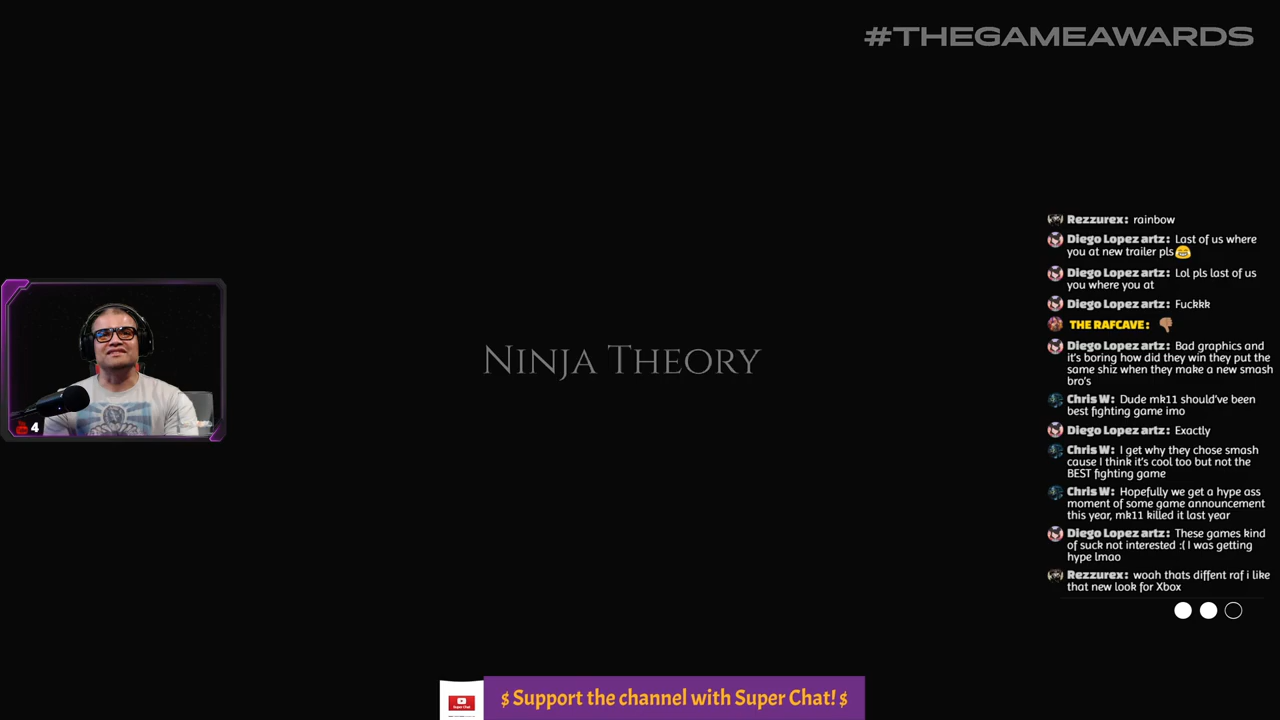 #THEGAMEAWARDS
NINJA THEORY
4
Rezzurex: rainbow
Diego Lopez artz: Last of us where
you at new trailer pls😂
Diego Lopez artz: Lol pls last of us
you where you at
Diego Lopez artz: Fuckkk
THE RAFCAVE: 👎🏽
Diego Lopez artz: Bad graphics and
it's boring how did they win they put the
same shiz when they make a new smash
bro's
Chris W: Dude mk11 should've been
best fighting game imo
Diego Lopez artz: Exactly
Chris W: I get why they chose smash
cause I think it's cool too but not the
BEST fighting game
Chris W: Hopefully we get a hype ass
moment of some game announcement
this year, mk11 killed it last year
Diego Lopez artz: These games kind
of suck not interested :( I was getting
hype lmao
Rezzurex: woah thats diffent raf i like
that new look for Xbox
Super Chat
$ Support the channel with Super Chat! $